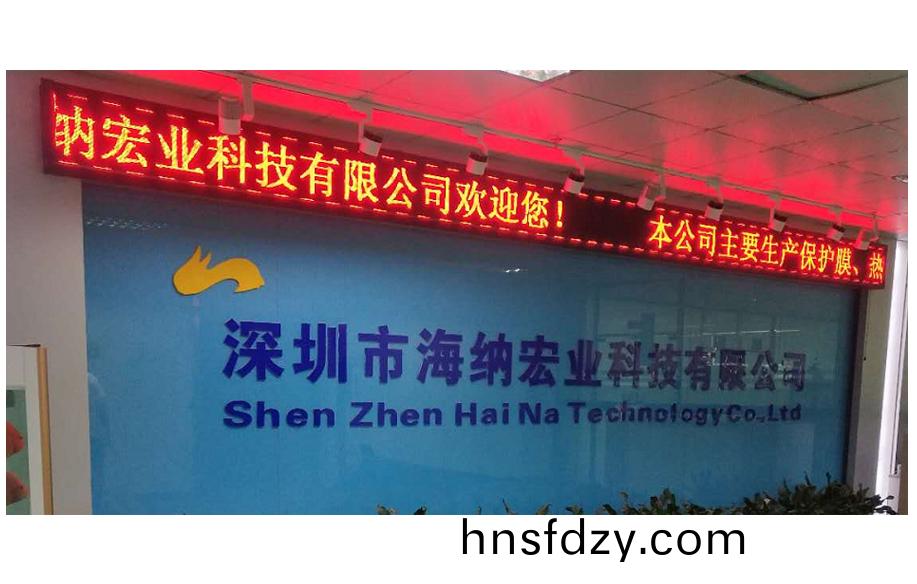 纳宏业科技有限公司欢迎您! 本公司主要生产保护膜、热
深圳市海纳宏业科技有限公司
Shen Zhen Hai Na Technology Co.,Ltd
hnsfdzy.com